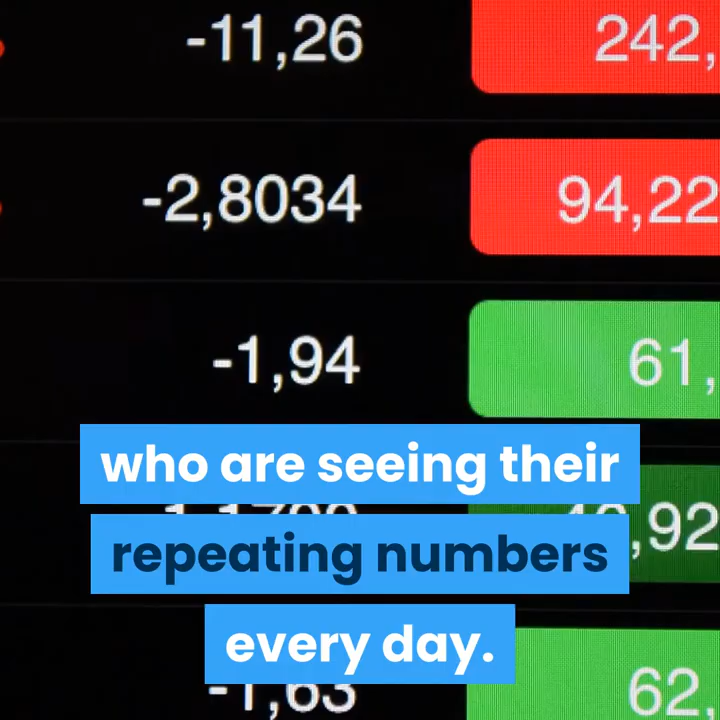 -11,26 242,
-2,8034 94,22
-1,94 61,
who are seeing their
,92
repeating numbers
every day.
-1,63 62,